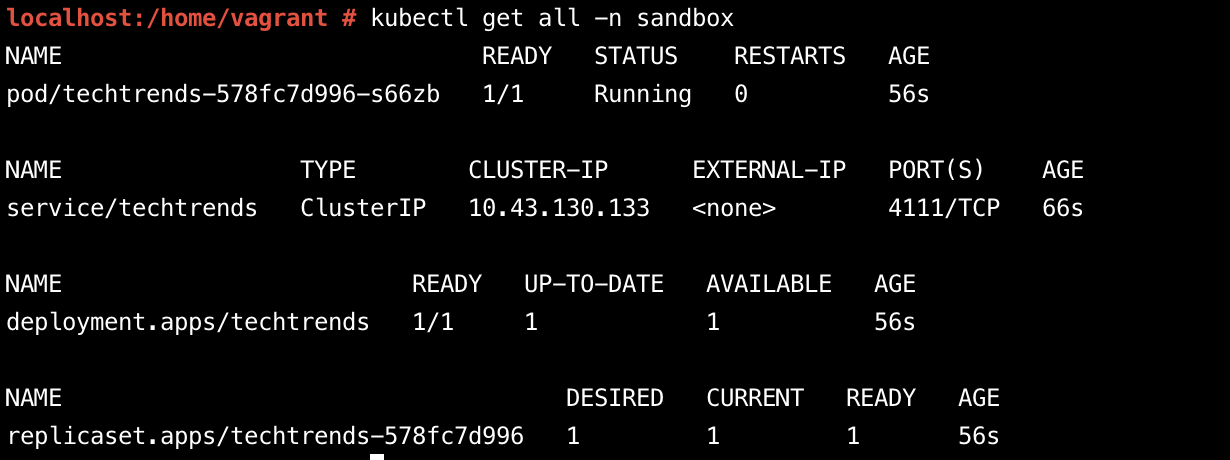 localhost:/home/vagrant # kubectl get all -n sandbox
NAME                              READY   STATUS    RESTARTS   AGE
pod/techtrends-578fc7d996-s66zb   1/1     Running   0          56s

NAME                 TYPE        CLUSTER-IP      EXTERNAL-IP   PORT(S)    AGE
service/techtrends   ClusterIP   10.43.130.133   <none>        4111/TCP   66s

NAME                         READY   UP-TO-DATE   AVAILABLE   AGE
deployment.apps/techtrends   1/1     1            1           56s

NAME                                    DESIRED   CURRENT   READY   AGE
replicaset.apps/techtrends-578fc7d996   1         1         1       56s